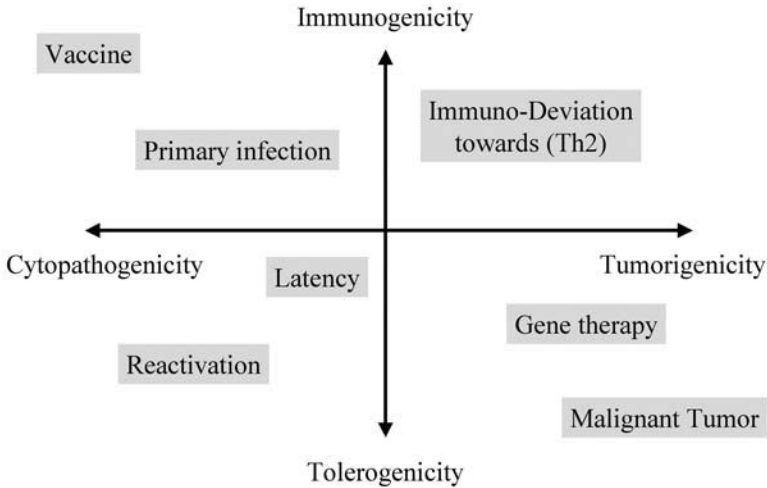 Immunogenicity
Vaccine
Immuno-Deviation
towards (Th2)
Primary infection
Cytopathogenicity
Tumorigenicity
Latency
Gene therapy
Reactivation
Malignant Tumor
Tolerogenicity